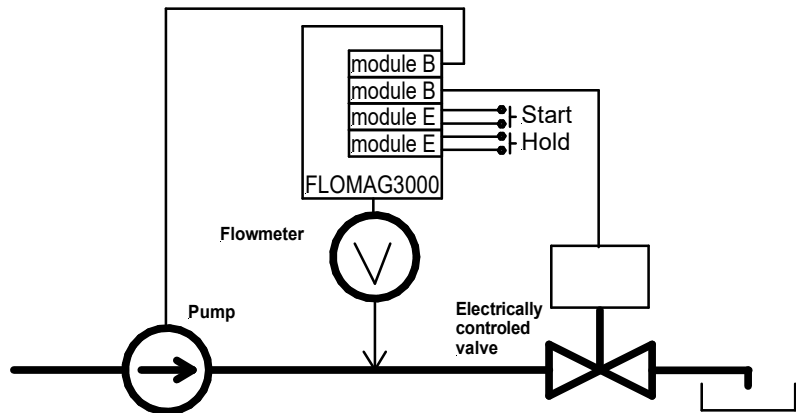 module B
module B
module E
Start
module E
Hold
FLOMAG3000
Flowmeter
V
Pump
Electrically
controled
valve